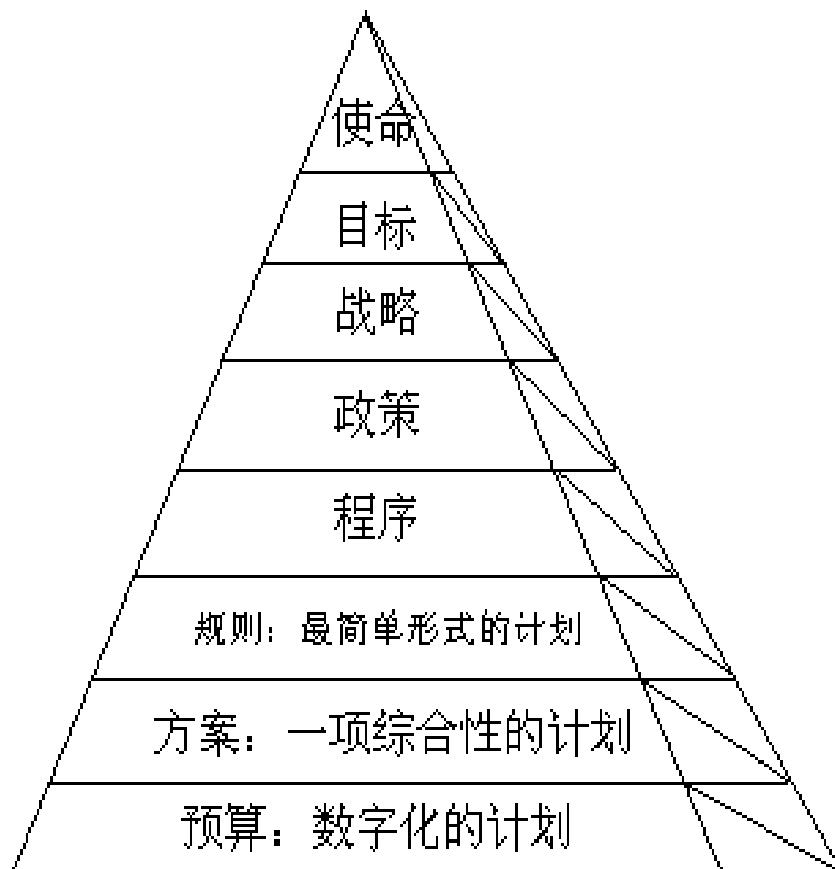 使命
目标
战略
政策
程序
规则：最简单形式的计划
方案：一项综合性的计划
预算：数字化的计划